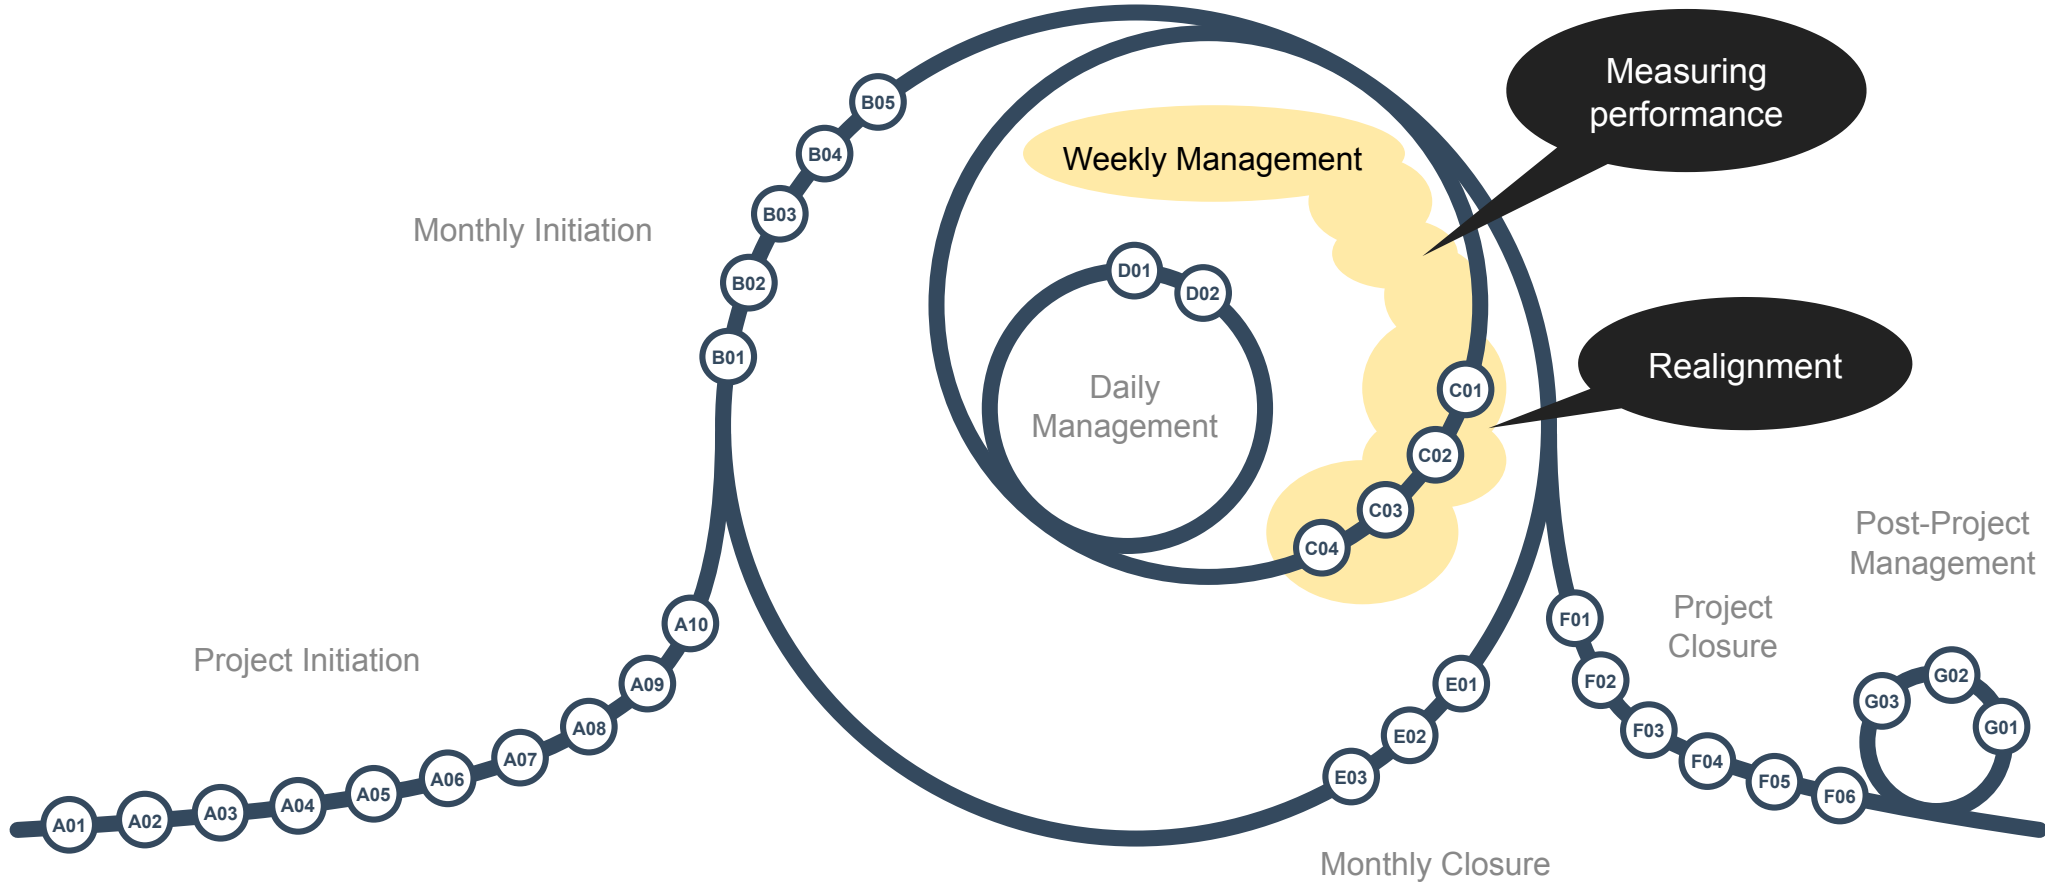 Measuring
performance
Weekly Management
Monthly Initiation
Realignment
Daily
Management
Post-Project
Management
Project
Closure
Project Initiation
Monthly Closure
A01
A02
A03
A04
A05
A06
A07
A08
A09
A10
B01
B02
B03
B04
B05
C01
C02
C03
C04
D01
D02
E01
E02
E03
F01
F02
F03
F04
F05
F06
G01
G02
G03